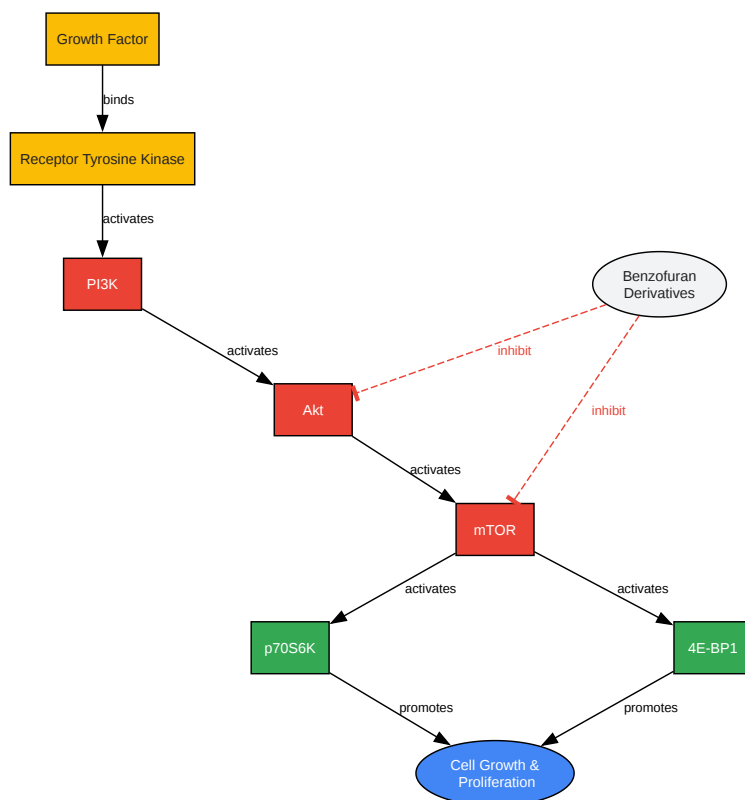 Growth Factor
binds
Receptor Tyrosine Kinase
activates
PI3K
Benzofuran
Derivatives
activates
inhibit
Akt
inhibit
activates
mTOR
activates
activates
p70S6K
4E-BP1
promotes
promotes
Cell Growth &
Proliferation